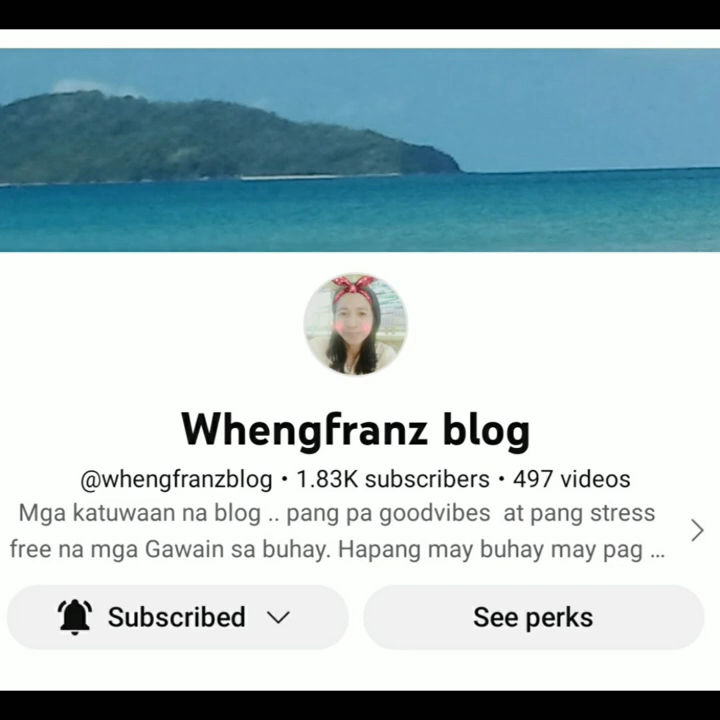 Whengfranz blog
@whengfranzblog • 1.83K subscribers • 497 videos
Mga katuwaan na blog .. pang pa goodvibes at pang stress
free na mga Gawain sa buhay. Hapang may buhay may pag ...
Subscribed
See perks